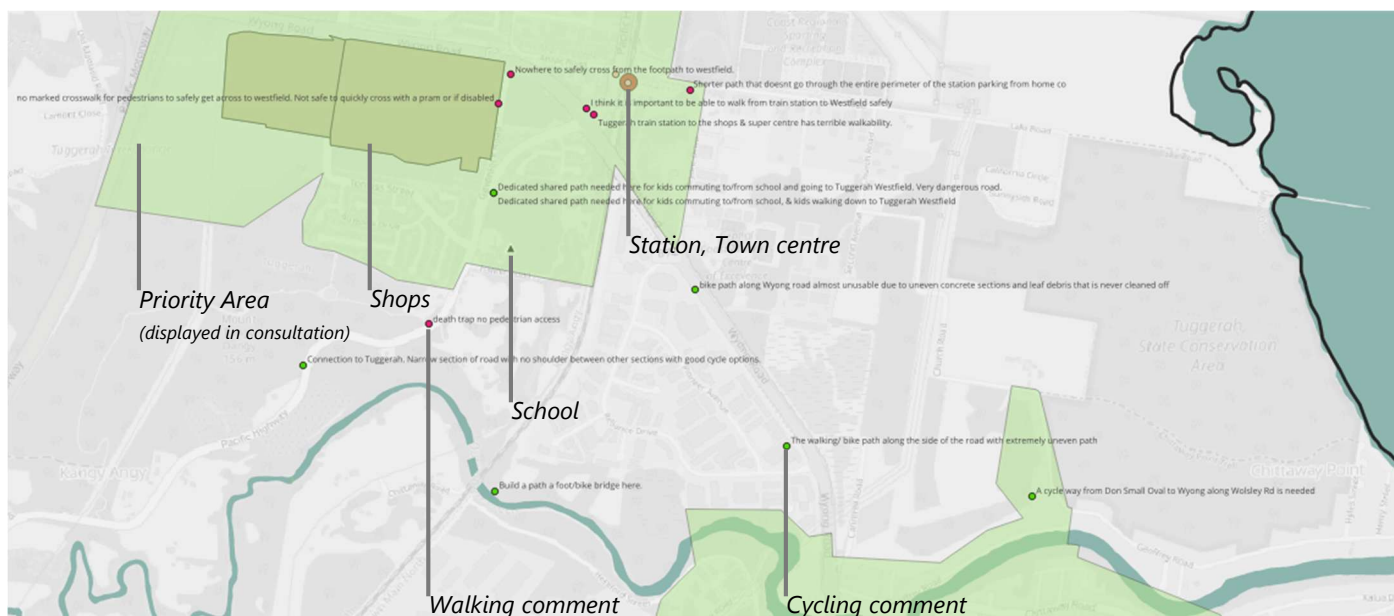 Wyong Road
Nowhere to safely cross from the footpath to westfield.
Shorter path that doesnt go through the entire perimeter of the station parking from home co
no marked crosswalk for pedestrians to safely get across to westfield. Not safe to quickly cross with a pram or if disabled
I think it is important to be able to walk from train station to Westfield safely
Tuggerah train station to the shops & super centre has terrible walkability.
Lake Road
Dedicated shared path needed here for kids commuting to/from school and going to Tuggerah Westfield. Very dangerous road.
Dedicated shared path needed here for kids commuting to/from school, & kids walking down to Tuggerah Westfield
Station, Town centre
bike path along Wyong road almost unusable due to uneven concrete sections and leaf debris that is never cleaned off
Priority Area
Shops
(displayed in consultation)
death trap no pedestrian access
Tuggerah
State Conservation
Area
Connection to Tuggerah. Narrow section of road with no shoulder between other sections with good cycle options.
School
Church Road
Wyong Road
Pacific Highway
The walking/ bike path along the side of the road with extremely uneven path
Kangy Angy
Chittaway Point
Build a path a foot/bike bridge here.
A cycle way from Don Small Oval to Wyong along Wolsley Rd is needed
Geoffrey Road
Walking comment
Cycling comment